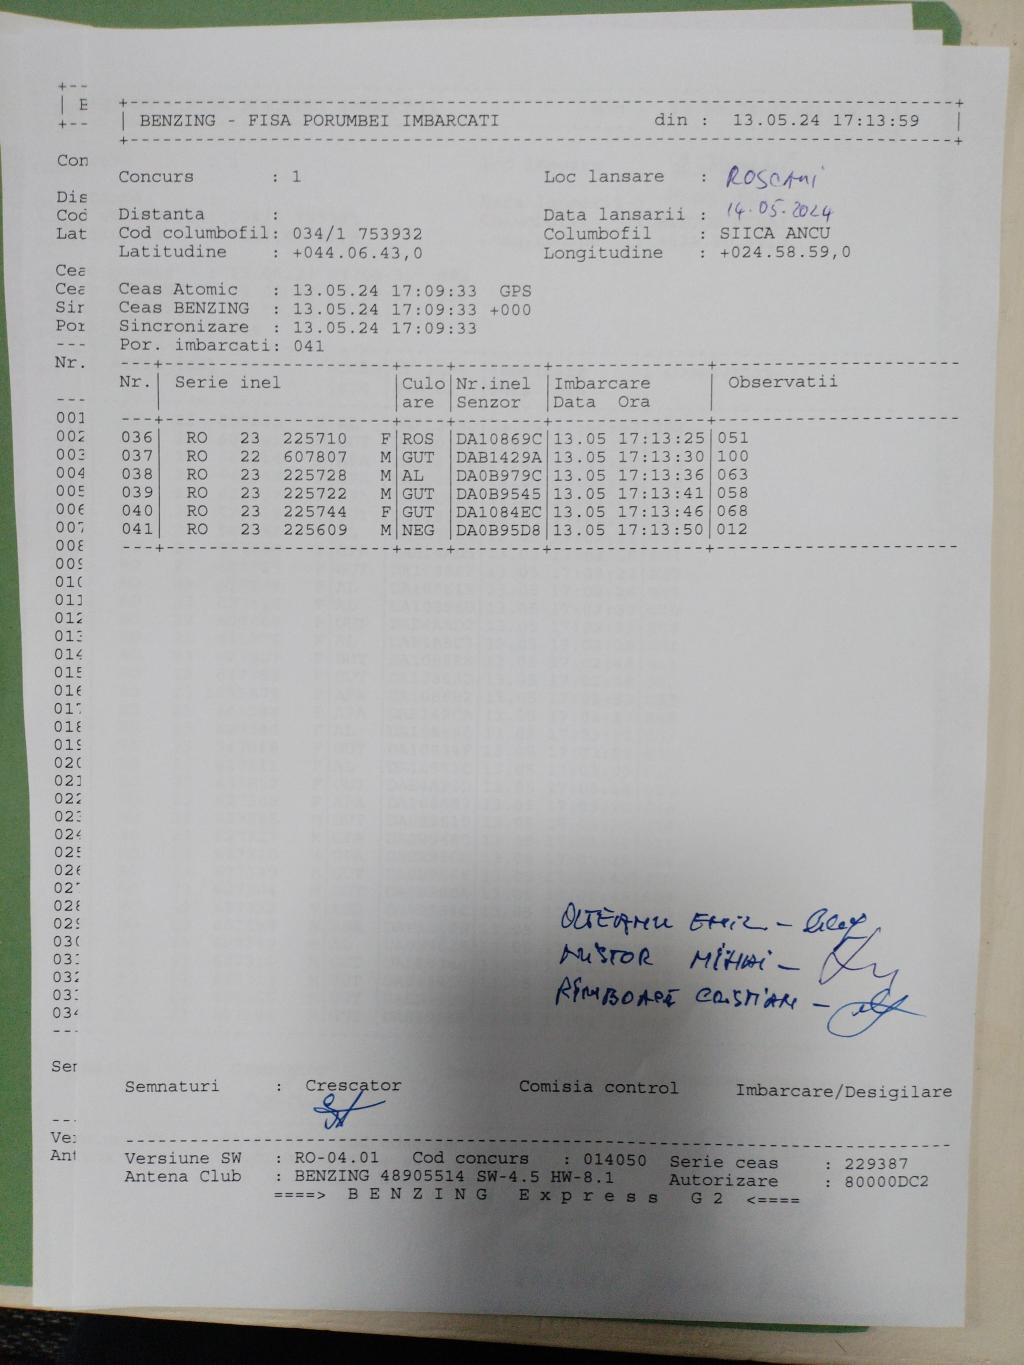 BENZING - FISA PORUMBEI IMBARCATI din : 13.05.24 17:13:59
Concurs : 1 Loc lansare : ROSCANI
Distanta : Data lansarii : 14.05.2024
Cod columbofil: 034/1 753932 Columbofil : SIICA ANCU
Latitudine : +044.06.43,0 Longitudine : +024.58.59,0
Ceas Atomic : 13.05.24 17:09:33 GPS
Ceas BENZING : 13.05.24 17:09:33 +000
Sincronizare : 13.05.24 17:09:33
Por. imbarcati: 041
Nr. Serie inel Culo Nr.inel Imbarcare Observatii
are Senzor Data Ora
036 RO 23 225710 F ROS DA10869C 13.05 17:13:25 051
037 RO 22 607807 M GUT DAB1429A 13.05 17:13:30 100
038 RO 23 225728 M AL DA0B979C 13.05 17:13:36 063
039 RO 23 225722 M GUT DA0B9545 13.05 17:13:41 058
040 RO 23 225744 F GUT DA1084EC 13.05 17:13:46 068
041 RO 23 225609 M NEG DA0B95D8 13.05 17:13:50 012
OLTEANU EMIL -
NISTOR MIHAI -
RÎMBOACĂ CRISTIAN -
Semnaturi : Crescator Comisia control Imbarcare/Desigilare
Versiune SW : RO-04.01 Cod concurs : 014050 Serie ceas : 229387
Antena Club : BENZING 48905514 SW-4.5 HW-8.1 Autorizare : 80000DC2
====> B E N Z I N G E x p r e s s G 2 <====